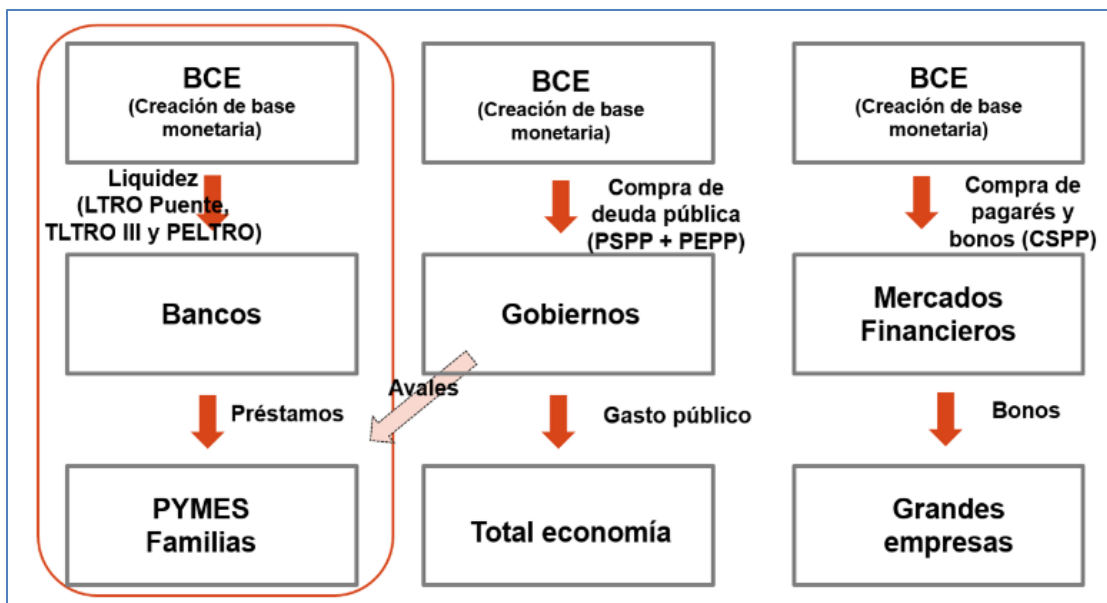 BCE
(Creación de base
monetaria)
BCE
(Creación de base
monetaria)
BCE
(Creación de base
monetaria)
Liquidez
(LTRO Puente,
TLTRO III y PELTRO)
Compra de
deuda pública
(PSPP + PEPP)
Compra de
pagarés y
bonos (CSPP)
Bancos
Gobiernos
Mercados
Financieros
Préstamos
Avales
Gasto público
Bonos
PYMES
Familias
Total economía
Grandes
empresas